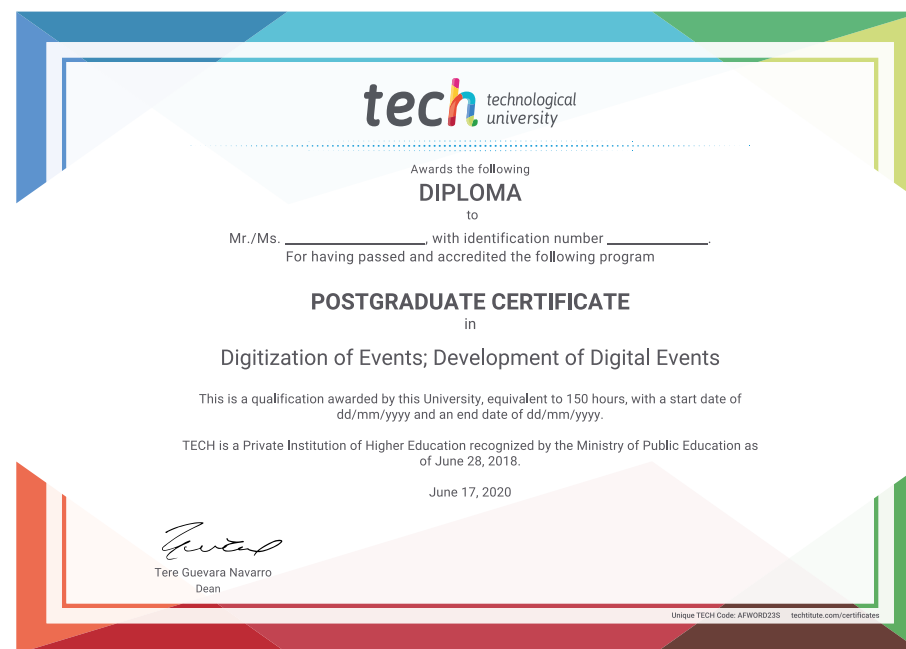 tech technological
university
Awards the following
DIPLOMA
to
Mr./Ms. ____________________, with identification number ______________.
For having passed and accredited the following program
POSTGRADUATE CERTIFICATE
in
Digitization of Events; Development of Digital Events
This is a qualification awarded by this University, equivalent to 150 hours, with a start date of
dd/mm/yyyy and an end date of dd/mm/yyyy.
TECH is a Private Institution of Higher Education recognized by the Ministry of Public Education as
of June 28, 2018.
June 17, 2020
Tere Guevara Navarro
Dean
Unique TECH Code: AFWORD23S techtitute.com/certificates